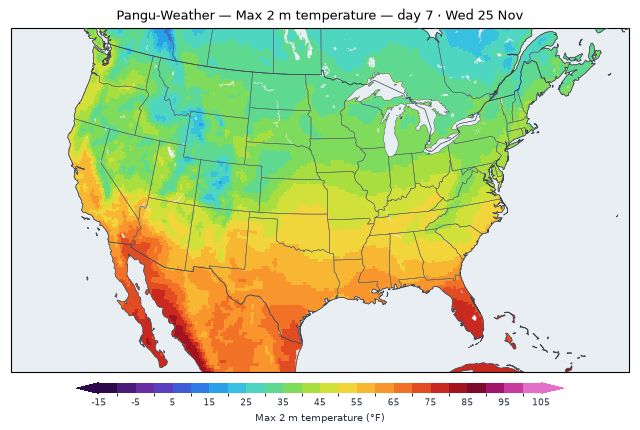 Pangu-Weather — Max 2 m temperature — day 7 · Wed 25 Nov
-15 -5 5 15 25 35 45 55 65 75 85 95 105
Max 2 m temperature (°F)